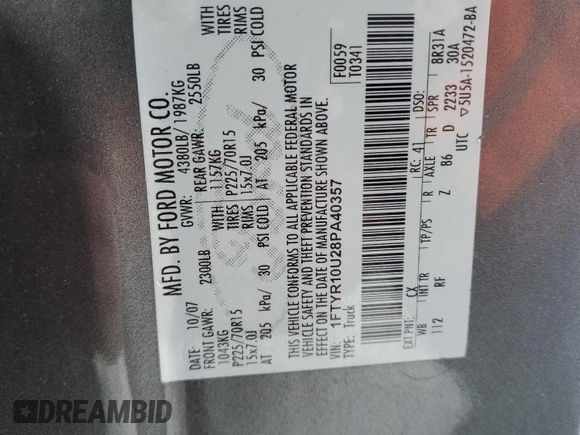 MFD. BY FORD MOTOR CO.
DATE: 10/07 GVWR: 4380LB/ 1987KG
FRONT GAWR: 2300LB REAR GAWR: 2550LB
1043KG 1157KG WITH
P225/70R15 P225/70R15 TIRES
15x7.0J 15x7.0J RIMS
AT 205 kPa/ 30 PSI COLD AT 205 kPa/ 30 PSI COLD
THIS VEHICLE CONFORMS TO ALL APPLICABLE FEDERAL MOTOR
VEHICLE SAFETY AND THEFT PREVENTION STANDARDS IN
EFFECT ON THE DATE OF MANUFACTURE SHOWN ABOVE.
VIN: 1FTYR10U28PA40357 F0059
TYPE: Truck T0341
EXT PNT: CX RC: 41 DSO:
WB INT TR TP/PS R AXLE TR SPR BR31A
112 RF Z 86 D 2233 30A
UTC ▽5U5A-1520472-BA
DREAMBID